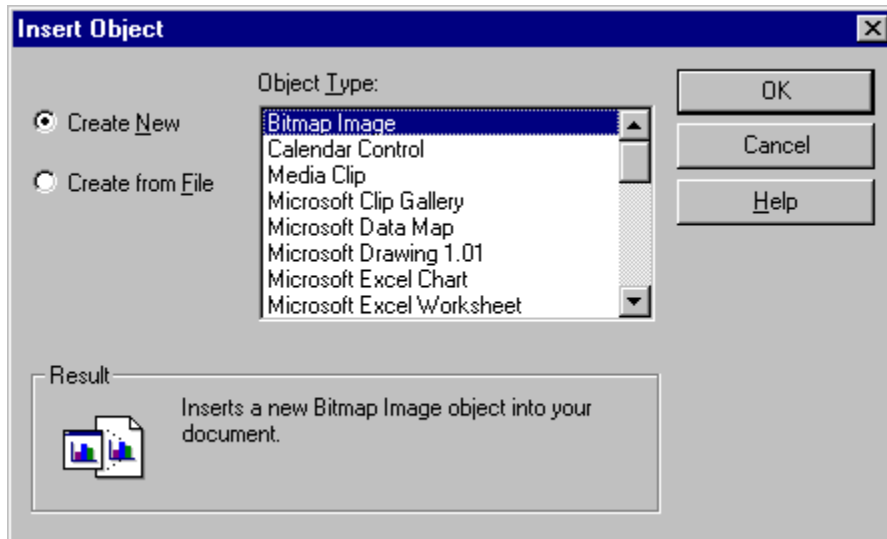 Insert Object
Object Type:
Create New
Create from File
Bitmap Image
Calendar Control
Media Clip
Microsoft Clip Gallery
Microsoft Data Map
Microsoft Drawing 1.01
Microsoft Excel Chart
Microsoft Excel Worksheet
OK
Cancel
Help
Result
Inserts a new Bitmap Image object into your
document.